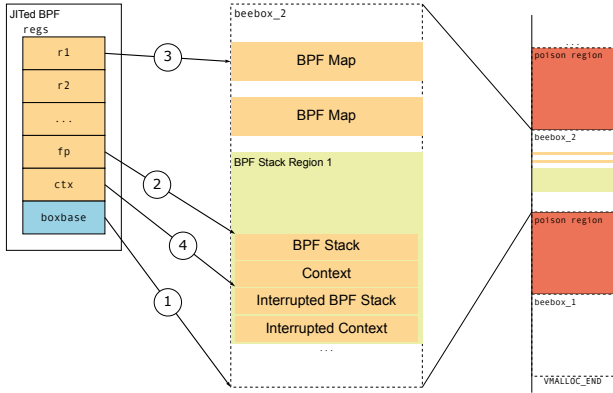 JITed BPF
regs
r1
r2
...
fp
ctx
boxbase
3
2
4
1
beebox_2
BPF Map
BPF Map
BPF Stack Region 1
BPF Stack
Context
Interrupted BPF Stack
Interrupted Context
...
...
poison region
beebox_2
poison region
beebox_1
VMALLOC_END